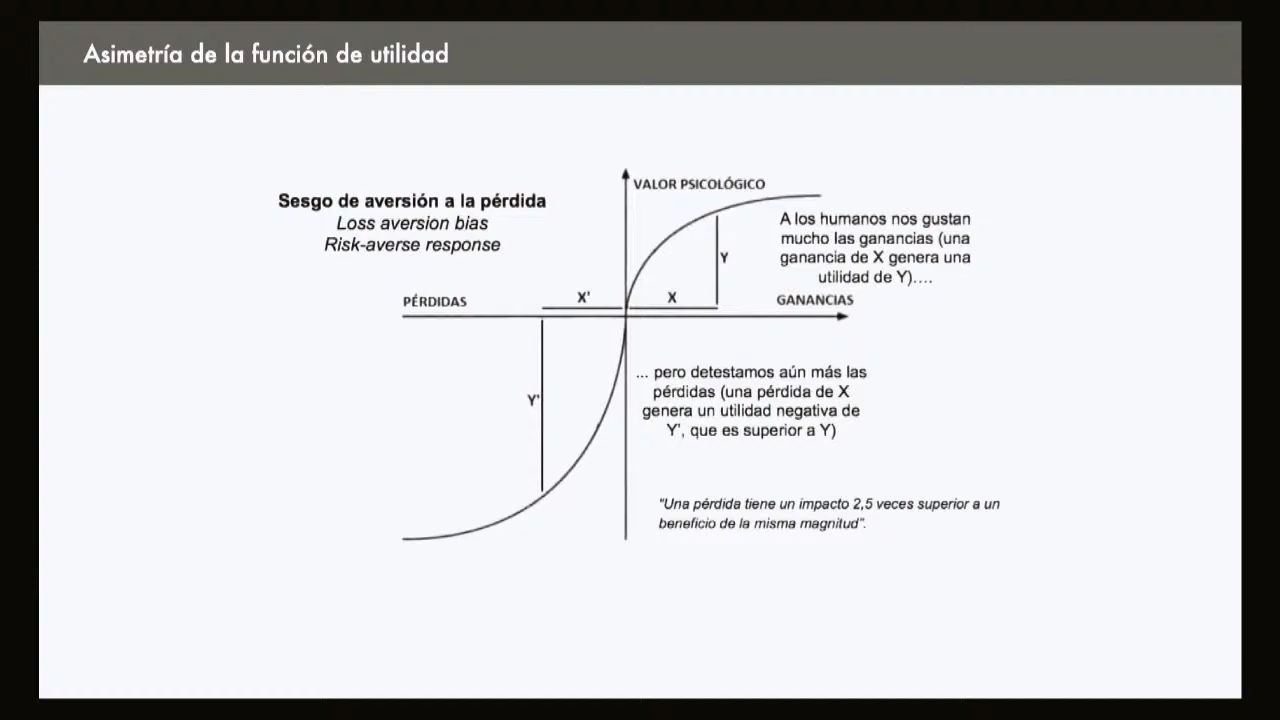 Asimetría de la función de utilidad
Sesgo de aversión a la pérdida
Loss aversion bias
Risk-averse response
VALOR PSICOLÓGICO
A los humanos nos gustan
mucho las ganancias (una
ganancia de X genera una
utilidad de Y)....
Y
PÉRDIDAS
X'
X
GANANCIAS
Y'
... pero detestamos aún más las
pérdidas (una pérdida de X
genera un utilidad negativa de
Y', que es superior a Y)
"Una pérdida tiene un impacto 2,5 veces superior a un
beneficio de la misma magnitud".